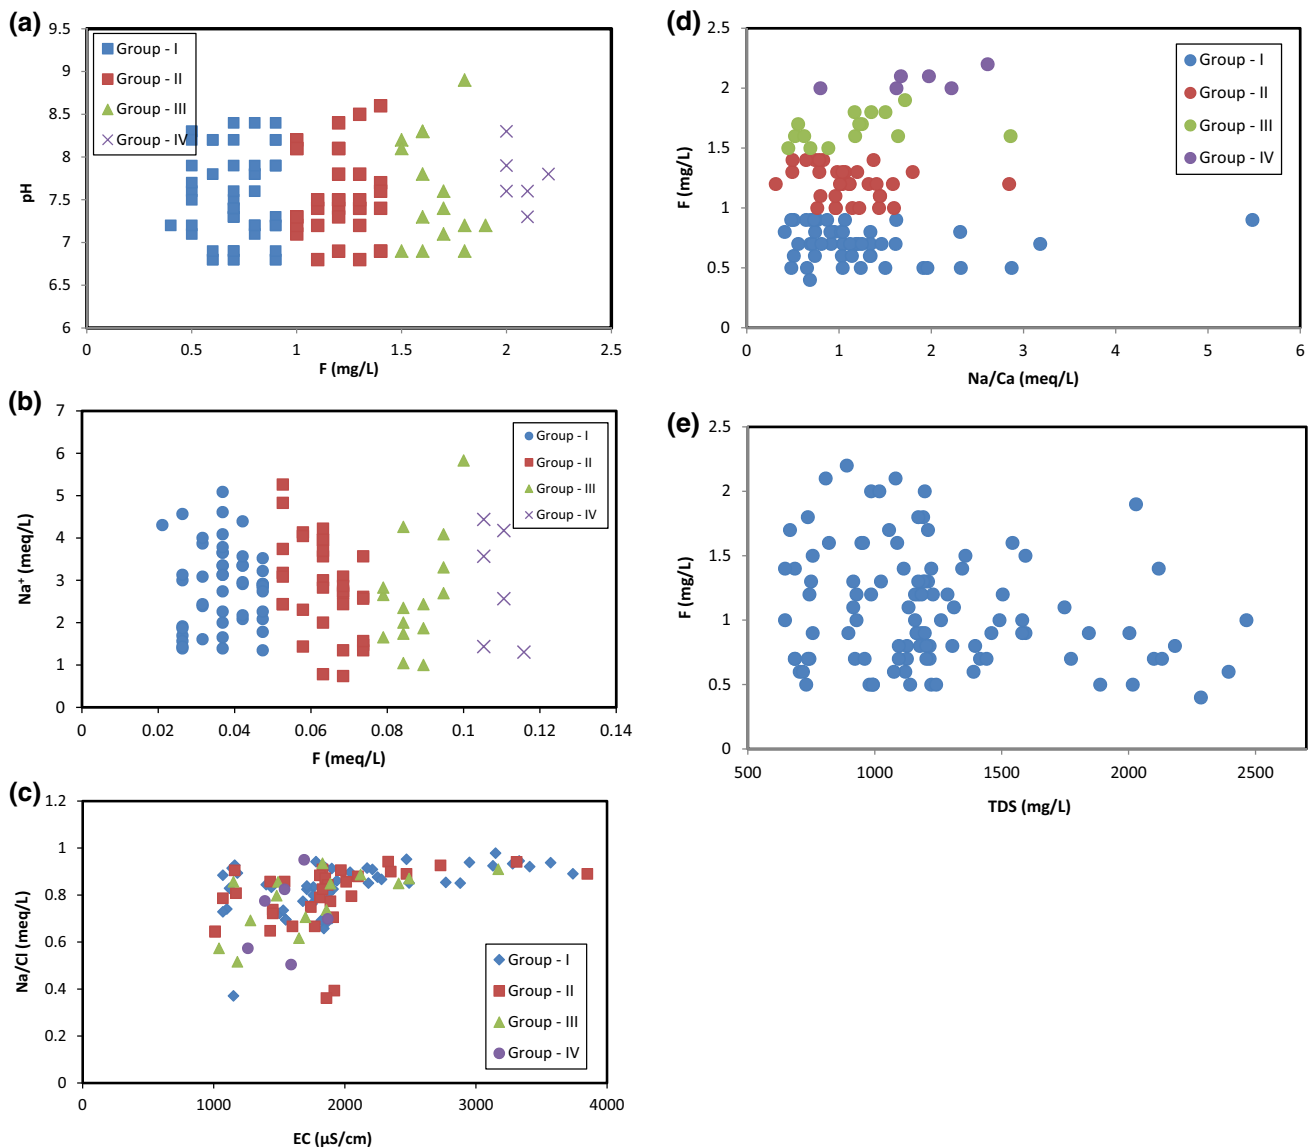 (a)
9.5
9
8.5
8
7.5
7
6.5
6
pH
Group - I
Group - II
Group - III
Group - IV
0 0.5 1 1.5 2 2.5
F (mg/L)
(b)
7
6
5
4
3
2
1
0
Na⁺ (meq/L)
Group - I
Group - II
Group - III
Group - IV
0 0.02 0.04 0.06 0.08 0.1 0.12 0.14
F (meq/L)
(c)
1.2
1
0.8
0.6
0.4
0.2
0
Na/Cl (meq/L)
Group - I
Group - II
Group - III
Group - IV
0 1000 2000 3000 4000
EC (µS/cm)
(d)
2.5
2
1.5
1
0.5
0
F (mg/L)
Group - I
Group - II
Group - III
Group - IV
0 1 2 3 4 5 6
Na/Ca (meq/L)
(e)
2.5
2
1.5
1
0.5
0
F (mg/L)
500 1000 1500 2000 2500
TDS (mg/L)